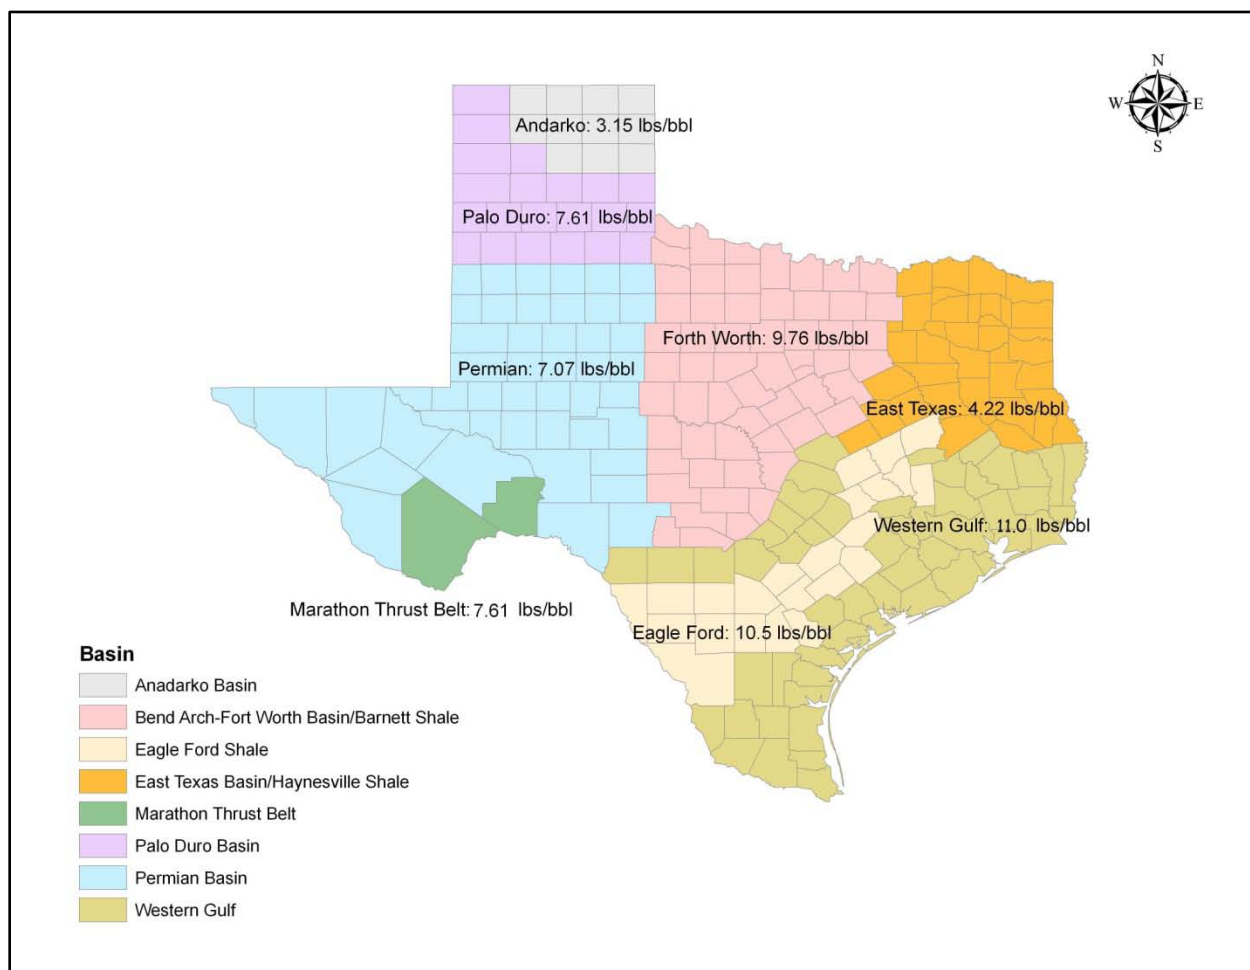 N
W E
S
Andarko: 3.15 lbs/bbl
Palo Duro: 7.61 lbs/bbl
Forth Worth: 9.76 lbs/bbl
Permian: 7.07 lbs/bbl
East Texas: 4.22 lbs/bbl
Western Gulf: 11.0 lbs/bbl
Marathon Thrust Belt: 7.61 lbs/bbl
Eagle Ford: 10.5 lbs/bbl
Basin
Anadarko Basin
Bend Arch-Fort Worth Basin/Barnett Shale
Eagle Ford Shale
East Texas Basin/Haynesville Shale
Marathon Thrust Belt
Palo Duro Basin
Permian Basin
Western Gulf